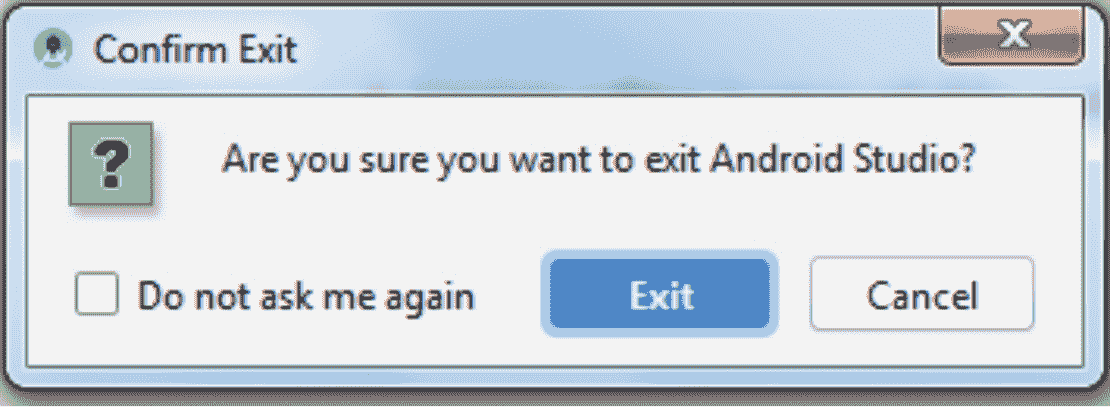 Confirm Exit
Are you sure you want to exit Android Studio?
Do not ask me again
Exit
Cancel